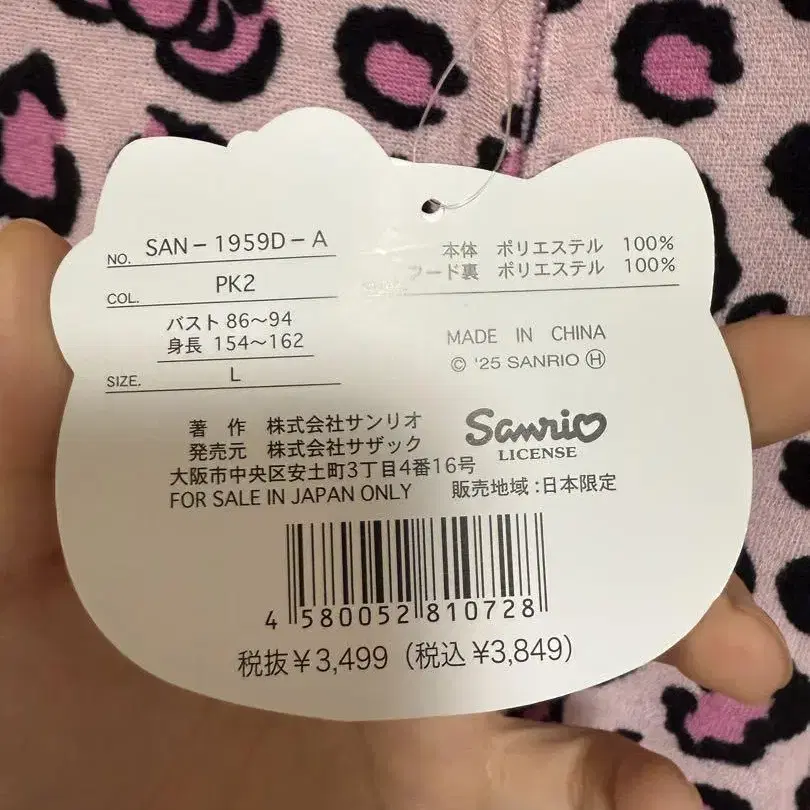 NO. SAN-1959D-A
COL. PK2
バスト 86〜94
身長 154〜162
SIZE. L
本体 ポリエステル 100%
フード裏 ポリエステル 100%
MADE IN CHINA
© '25 SANRIO Ⓗ
著 作 株式会社サンリオ
発売元 株式会社サザック
大阪市中央区安土町3丁目4番16号
Sanrio
LICENSE
FOR SALE IN JAPAN ONLY 販売地域:日本限定
4 580052 810728
税抜¥3,499（税込¥3,849）